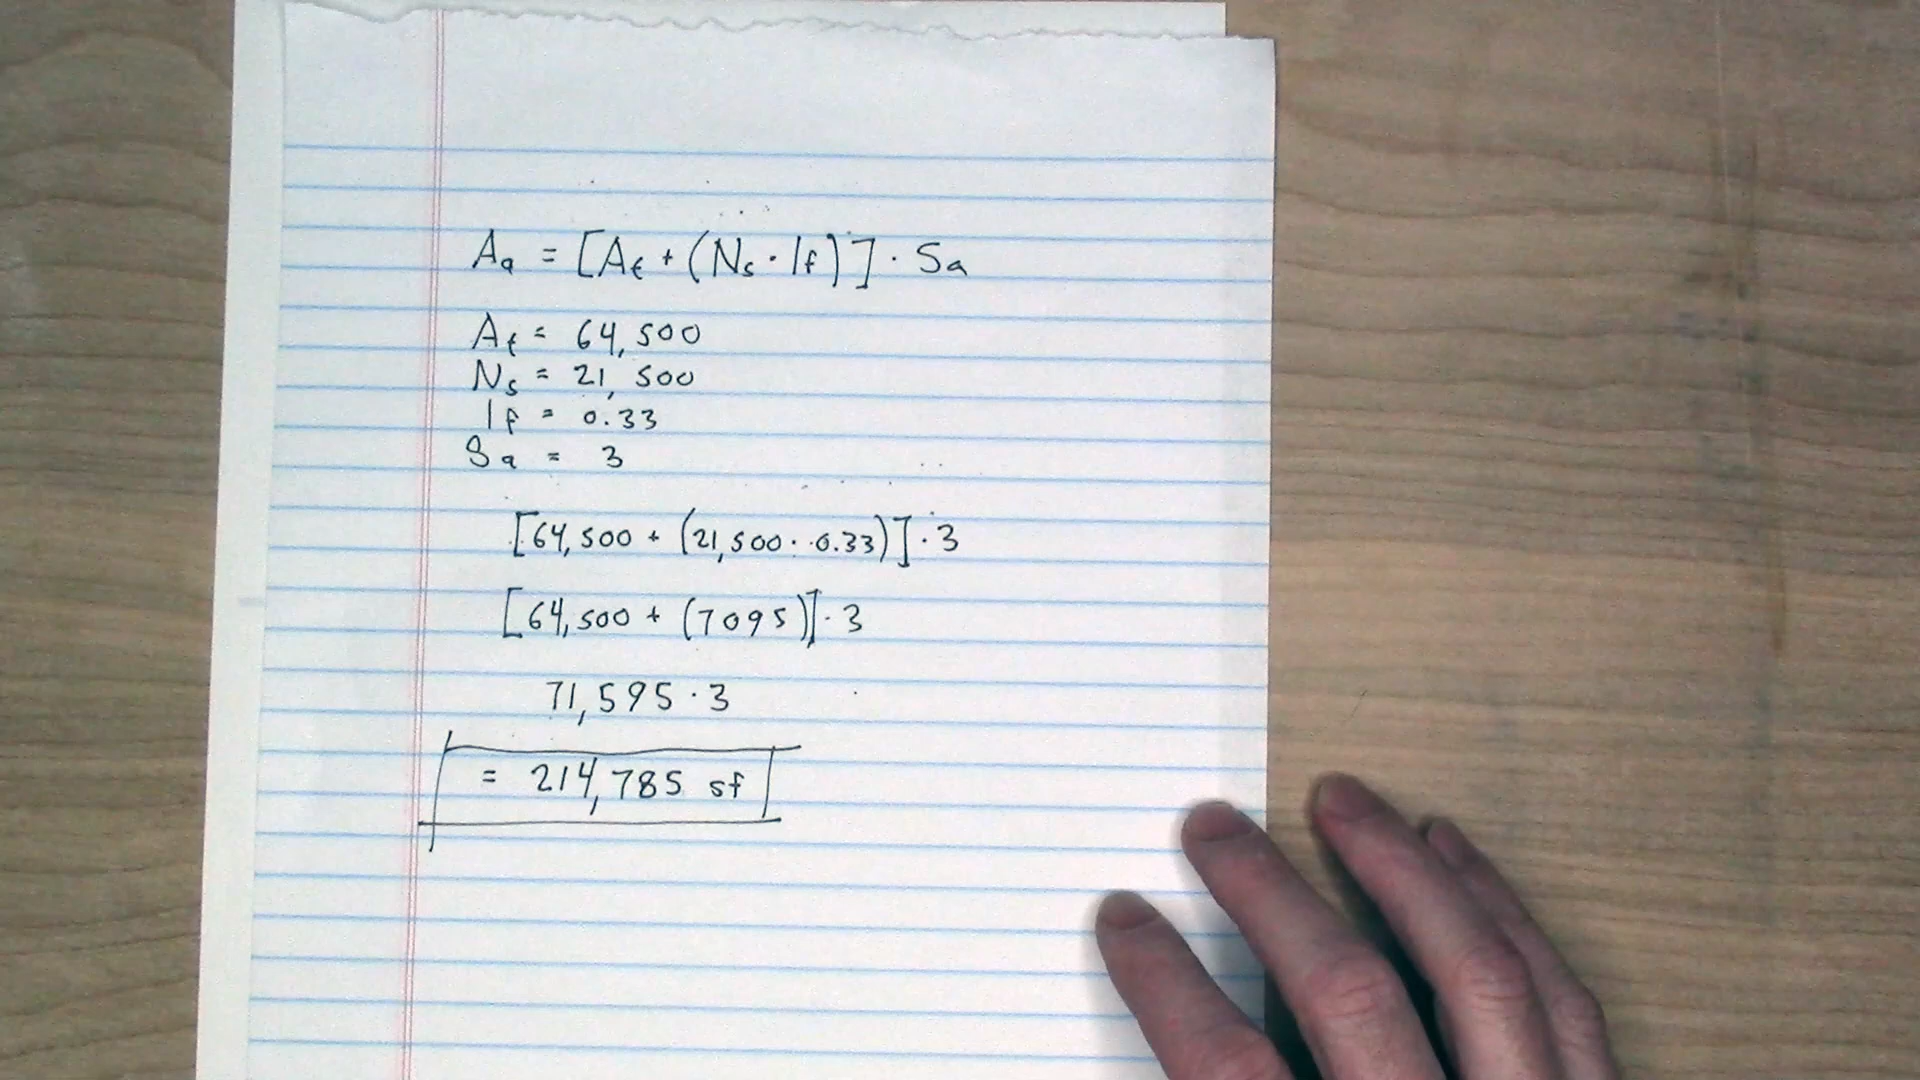 Aa = [At + (Ns · If)] · Sa
At = 64,500
Ns = 21,500
If = 0.33
Sa = 3
[64,500 + (21,500 · 0.33)] · 3
[64,500 + (7095)] · 3
71,595 · 3
= 214,785 sf